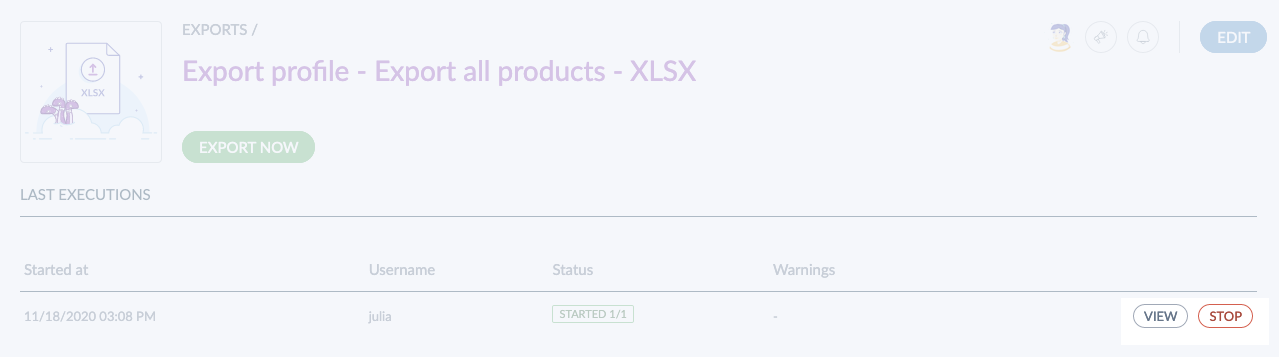 EXPORTS /
EDIT
Export profile - Export all products - XLSX
XLSX
EXPORT NOW
LAST EXECUTIONS
Started at Username Status Warnings
11/18/2020 03:08 PM julia STARTED 1/1 - VIEW STOP